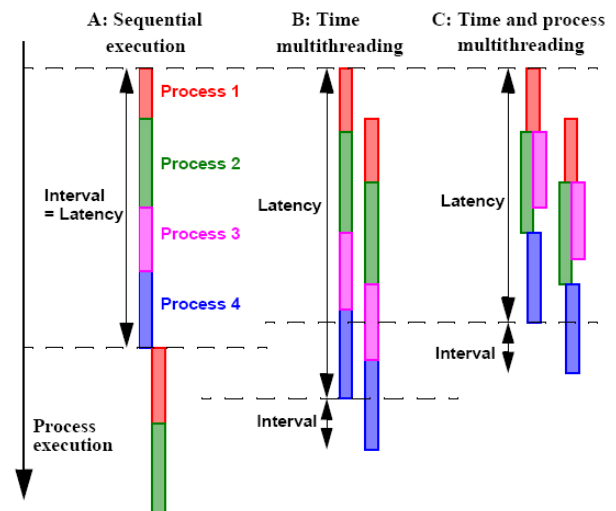 A: Sequential
execution
B: Time
multithreading
C: Time and process
multithreading
Process 1
Process 2
Interval
= Latency
Process 3
Process 4
Latency
Latency
Interval
Interval
Process
execution